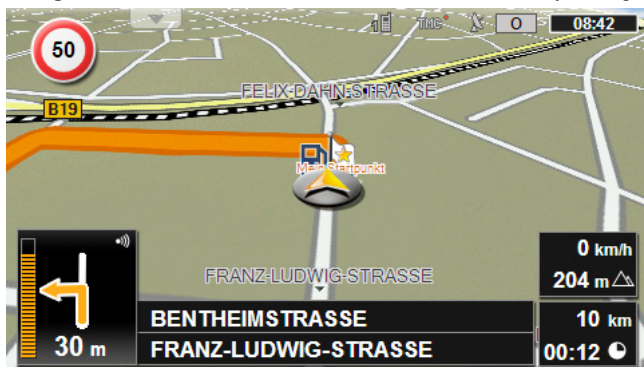 50
TMC
O
08:42
FELIX-DAHN-STRASSE
B19
Mein Startpunkt
FRANZ-LUDWIG-STRASSE
0 km/h
204 m
30 m
BENTHEIMSTRASSE
FRANZ-LUDWIG-STRASSE
10 km
00:12